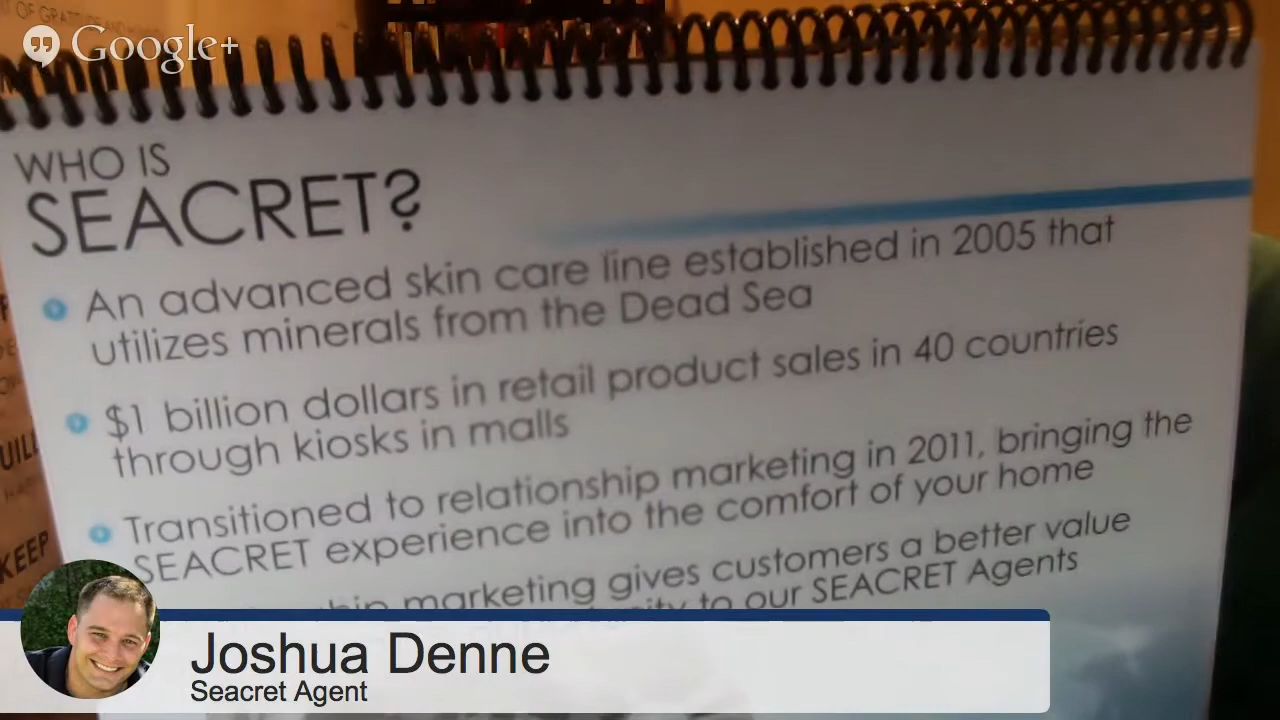 Google+
WHO IS
SEACRET?
An advanced skin care line established in 2005 that
utilizes minerals from the Dead Sea
$1 billion dollars in retail product sales in 40 countries
through kiosks in malls
Transitioned to relationship marketing in 2011, bringing the
SEACRET experience into the comfort of your home
marketing gives customers a better value
to our SEACRET Agents
KEEP
Joshua Denne
Seacret Agent